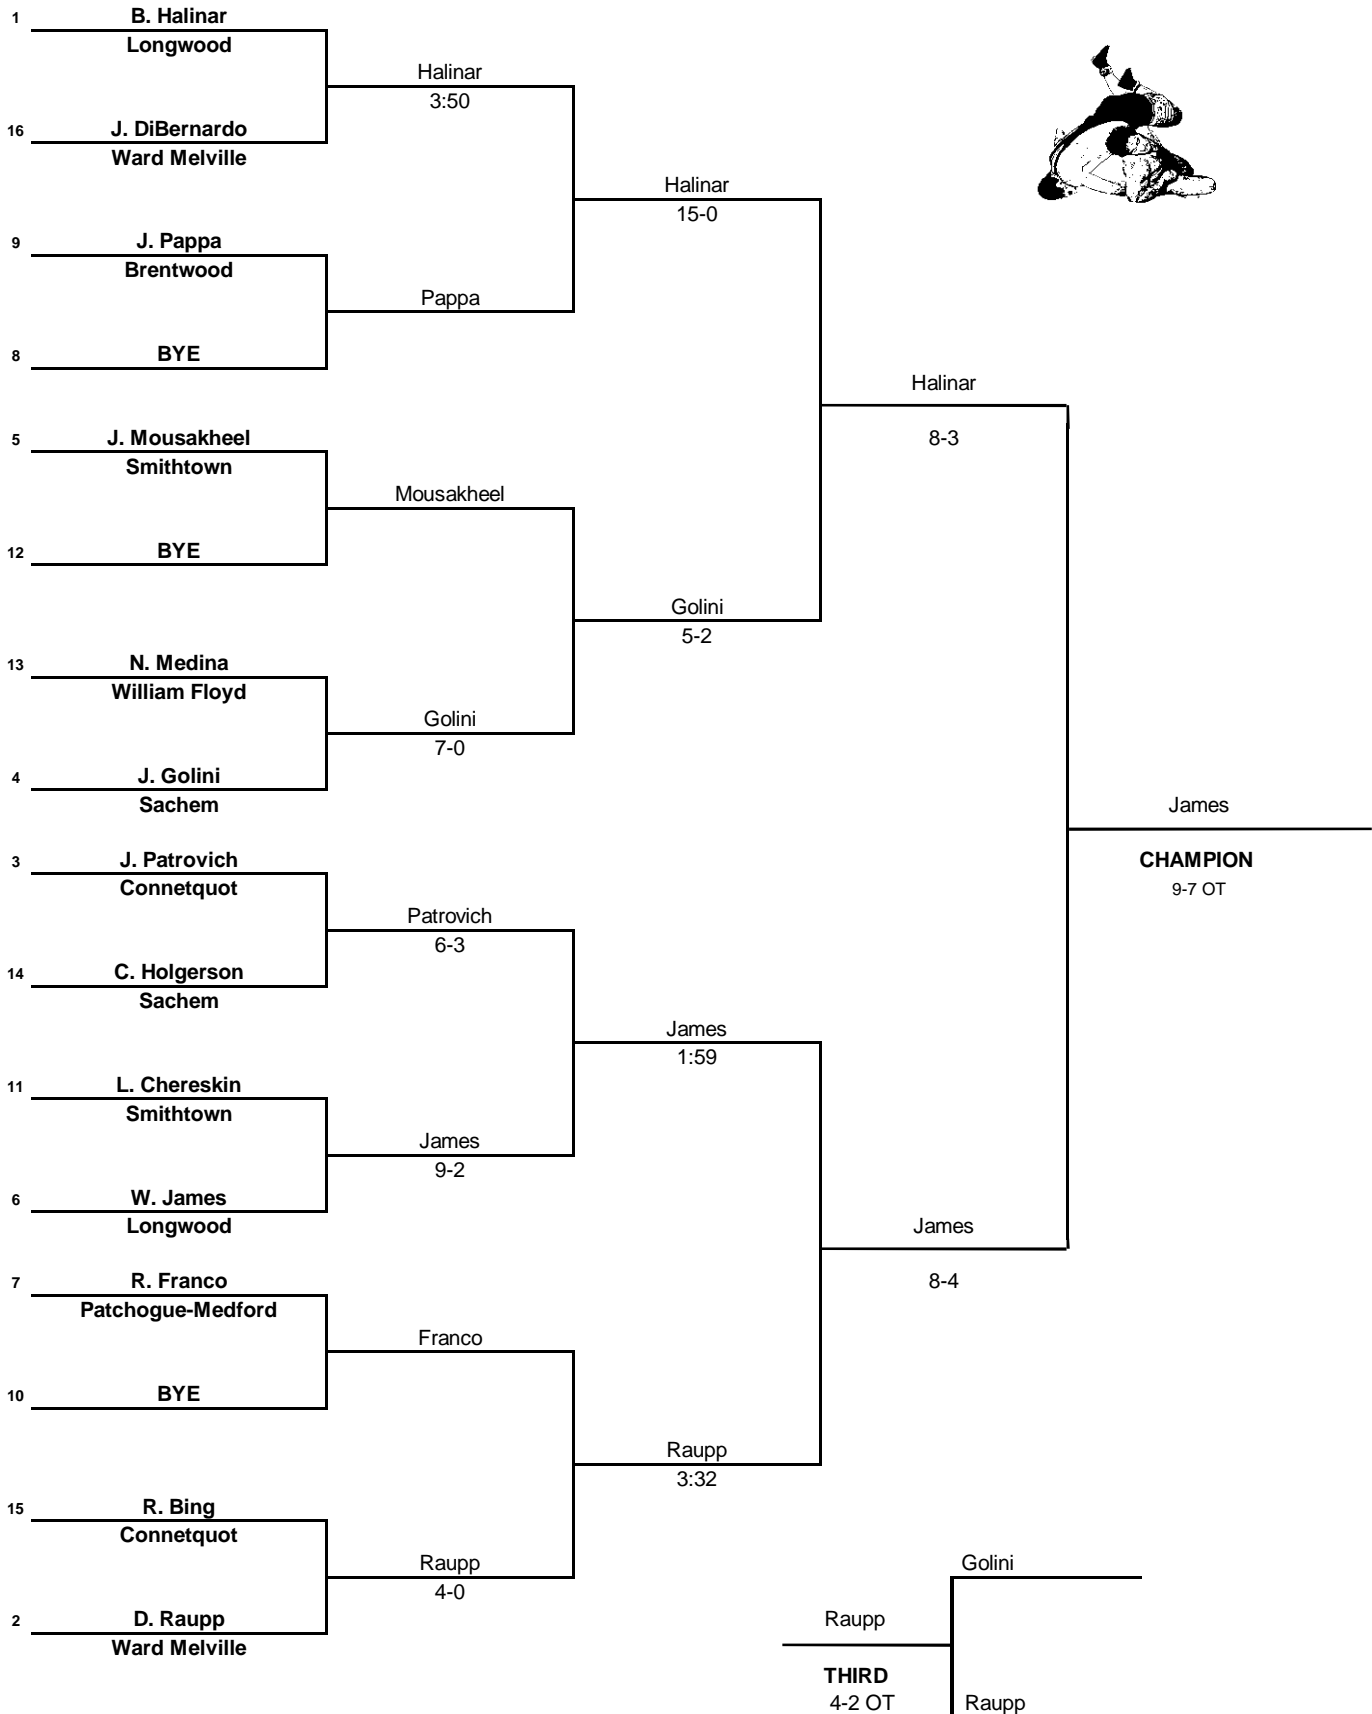 1 B. Halinar
Longwood
Halinar
3:50
16 J. DiBernardo
Ward Melville
Halinar
15-0
9 J. Pappa
Brentwood
Pappa
8 BYE
Halinar
8-3
5 J. Mousakheel
Smithtown
Mousakheel
12 BYE
Golini
5-2
13 N. Medina
William Floyd
Golini
7-0
4 J. Golini
Sachem
James
CHAMPION
9-7 OT
3 J. Patrovich
Connetquot
Patrovich
6-3
14 C. Holgerson
Sachem
James
1:59
11 L. Chereskin
Smithtown
James
9-2
6 W. James
Longwood
James
8-4
7 R. Franco
Patchogue-Medford
Franco
10 BYE
Raupp
3:32
15 R. Bing
Connetquot
Raupp
4-0
2 D. Raupp
Ward Melville
Golini
Raupp
THIRD
4-2 OT
Raupp